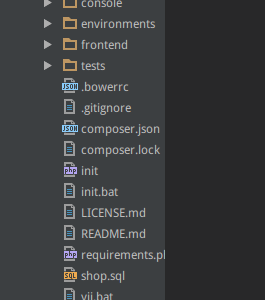 console
environments
frontend
tests
.bowerrc
.gitignore
composer.json
composer.lock
init
init.bat
LICENSE.md
README.md
requirements.p
shop.sql
yii.bat